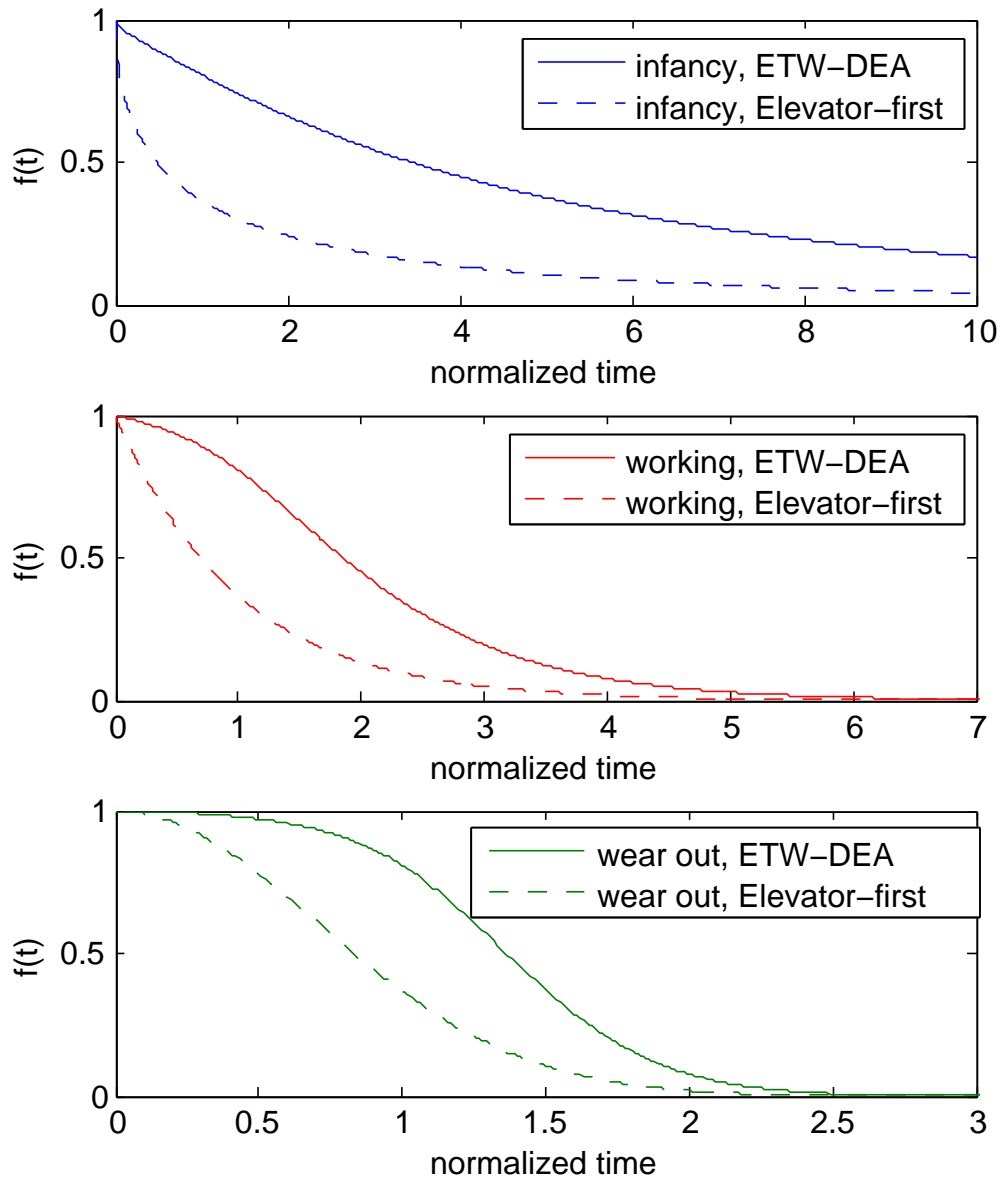 1
infancy, ETW−DEA
infancy, Elevator−first
f(t)
0.5
0
0 2 4 6 8 10
normalized time
1
working, ETW−DEA
working, Elevator−first
f(t)
0.5
0
0 1 2 3 4 5 6 7
normalized time
1
wear out, ETW−DEA
wear out, Elevator−first
f(t)
0.5
0
0 0.5 1 1.5 2 2.5 3
normalized time